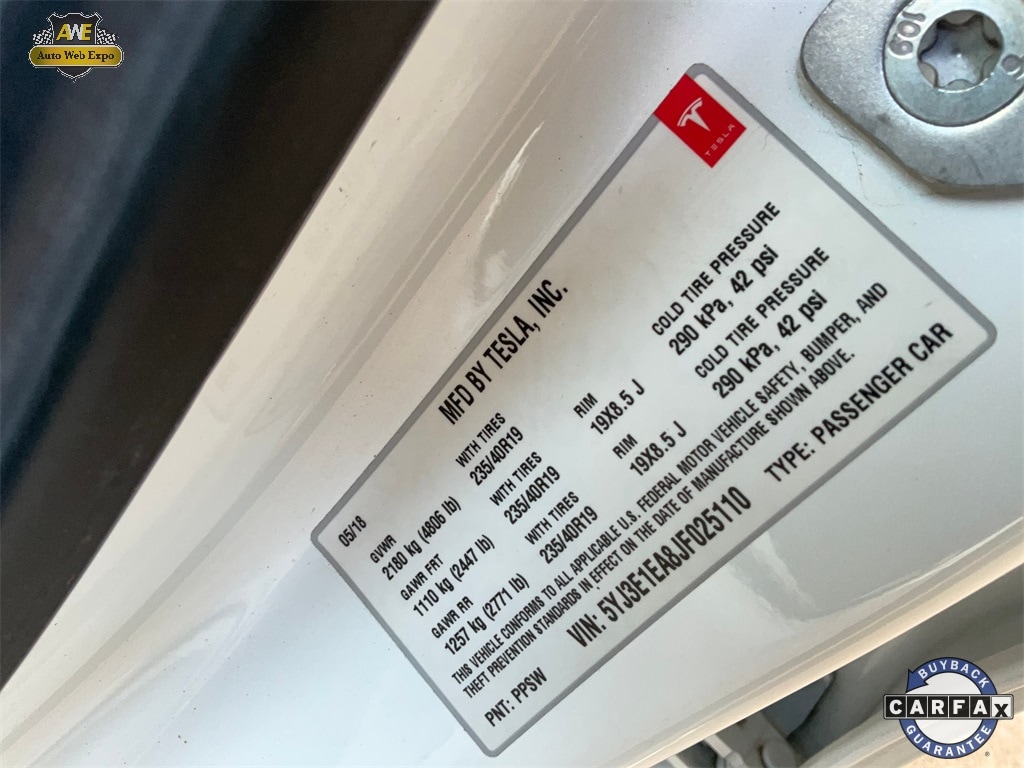 AWE
Auto Web Expo
109
TESLA
MFD BY TESLA, INC.
05/18
GVWR WITH TIRES RIM COLD TIRE PRESSURE
2180 kg (4806 lb) 235/40R19 19X8.5 J 290 kPa, 42 psi
GAWR FRT WITH TIRES RIM COLD TIRE PRESSURE
1110 kg (2447 lb) 235/40R19 19X8.5 J 290 kPa, 42 psi
GAWR RR WITH TIRES
1257 kg (2771 lb) 235/40R19
THIS VEHICLE CONFORMS TO ALL APPLICABLE U.S. FEDERAL MOTOR VEHICLE SAFETY, BUMPER, AND
THEFT PREVENTION STANDARDS IN EFFECT ON THE DATE OF MANUFACTURE SHOWN ABOVE.
VIN: 5YJ3E1EA8JF025110 TYPE: PASSENGER CAR
PNT: PPSW
BUYBACK
CARFAX
GUARANTEE